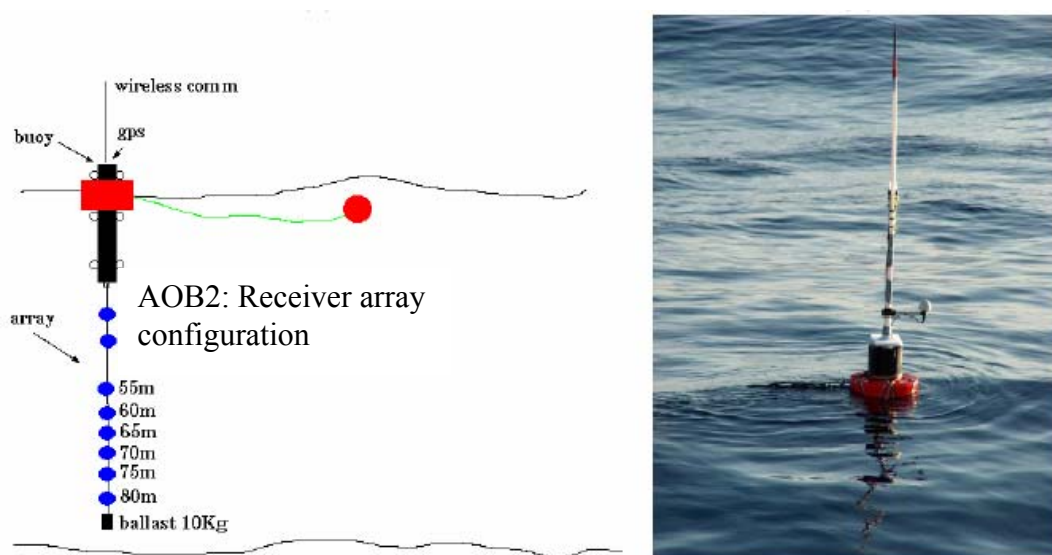 wireless comm
buoy
gps
AOB2: Receiver array
configuration
array
55m
60m
65m
70m
75m
80m
ballast 10Kg